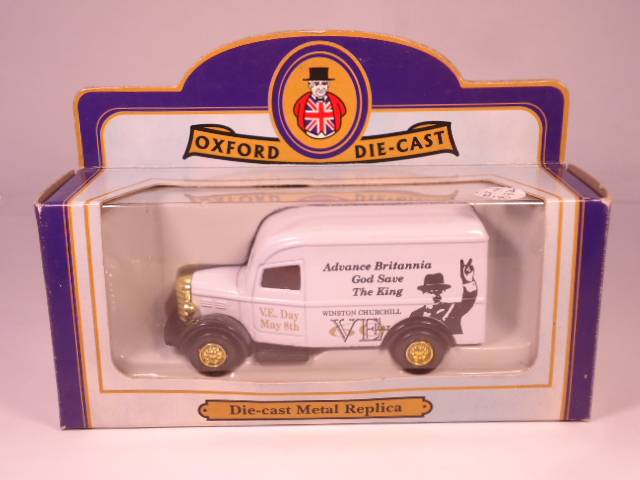 OXFORD DIE-CAST
Advance Britannia
God Save
The King
WINSTON CHURCHILL
VE
V.E. Day
May 8th
Die-cast Metal Replica